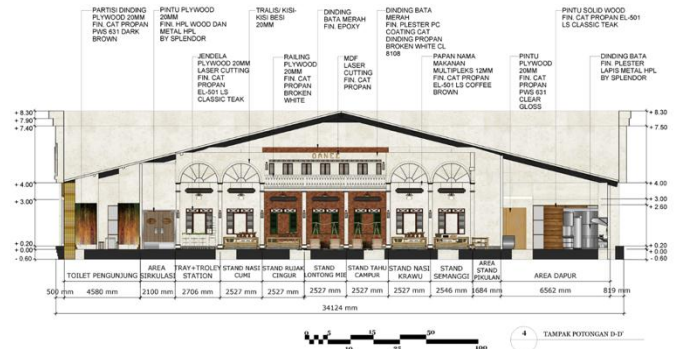 PARTISI DINDING
PLYWOOD 20MM
FIN. CAT PROPAN
PWS 631 DARK
BROWN
PINTU PLYWOOD
20MM
FIN. HPL WOOD DAN
METAL HPL
BY SPLENDOR
JENDELA
PLYWOOD 20MM
LASER CUTTING
FIN. CAT
PROPAN
EL-501 LS
CLASSIC TEAK
TRALIS/ KISI-
KISI BESI
20MM
RAILING
PLYWOOD
20MM
FIN. CAT
PROPAN
BROKEN
WHITE
DINDING
BATA MERAH
FIN. EPOXY
MDF
LASER
CUTTING
FIN. CAT
PROPAN
DINDING BATA
MERAH
FIN. PLESTER PC
COATING CAT
DINDING PROPAN
BROKEN WHITE CL
8108
PAPAN NAMA
MAKANAN
MULTIPLEKS 12MM
FIN. CAT PROPAN
EL-501 LS COFFEE
BROWN
PINTU
PLYWOOD
20MM
FIN. CAT
PROPAN
PWS 631
CLEAR
GLOSS
PINTU SOLID WOOD
FIN. CAT PROPAN EL-501
LS CLASSIC TEAK
DINDING BATA
FIN. PLESTER
LAPIS METAL HPL
BY SPLENDOR
+ 8.30
+ 7.90
+ 7.40
+ 4.00
+ 3.00
+ 0.20
+ 0.00
- 0.60
+ 8.30
+ 7.50
+ 4.00
+ 3.00
+ 2.60
+ 0.20
+ 0.00
- 0.60
TOILET PENGUNJUNG
AREA
SIRKULASI
TRAY+TROLEY
STATION
STAND NASI
CUMI
STAND RUJAK
CINGUR
STAND
LONTONG MIE
STAND TAHU
CAMPUR
STAND NASI
KRAWU
STAND
SEMANGGI
AREA
STAND
PIKULAN
AREA DAPUR
500 mm
4580 mm
2100 mm
2706 mm
2527 mm
2527 mm
2527 mm
2527 mm
2527 mm
2546 mm
1684 mm
6562 mm
819 mm
34124 mm
0
5
15
50
10
25
100
4
TAMPAK POTONGAN D-D'